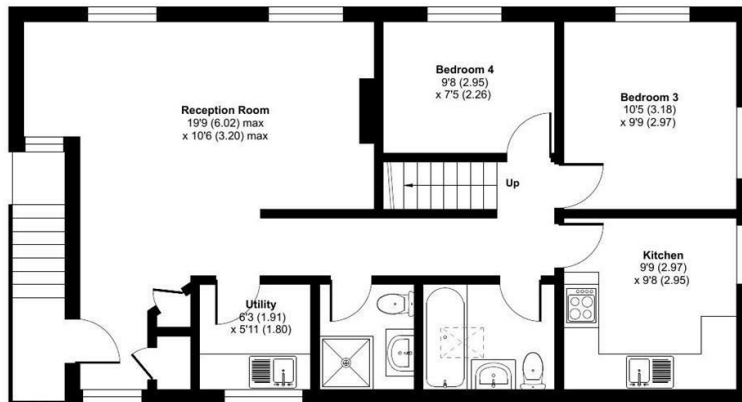 Reception Room
19'9 (6.02) max
x 10'6 (3.20) max
Bedroom 4
9'8 (2.95)
x 7'5 (2.26)
Bedroom 3
10'5 (3.18)
x 9'9 (2.97)
Up
Kitchen
9'9 (2.97)
x 9'8 (2.95)
Utility
6'3 (1.91)
x 5'11 (1.80)